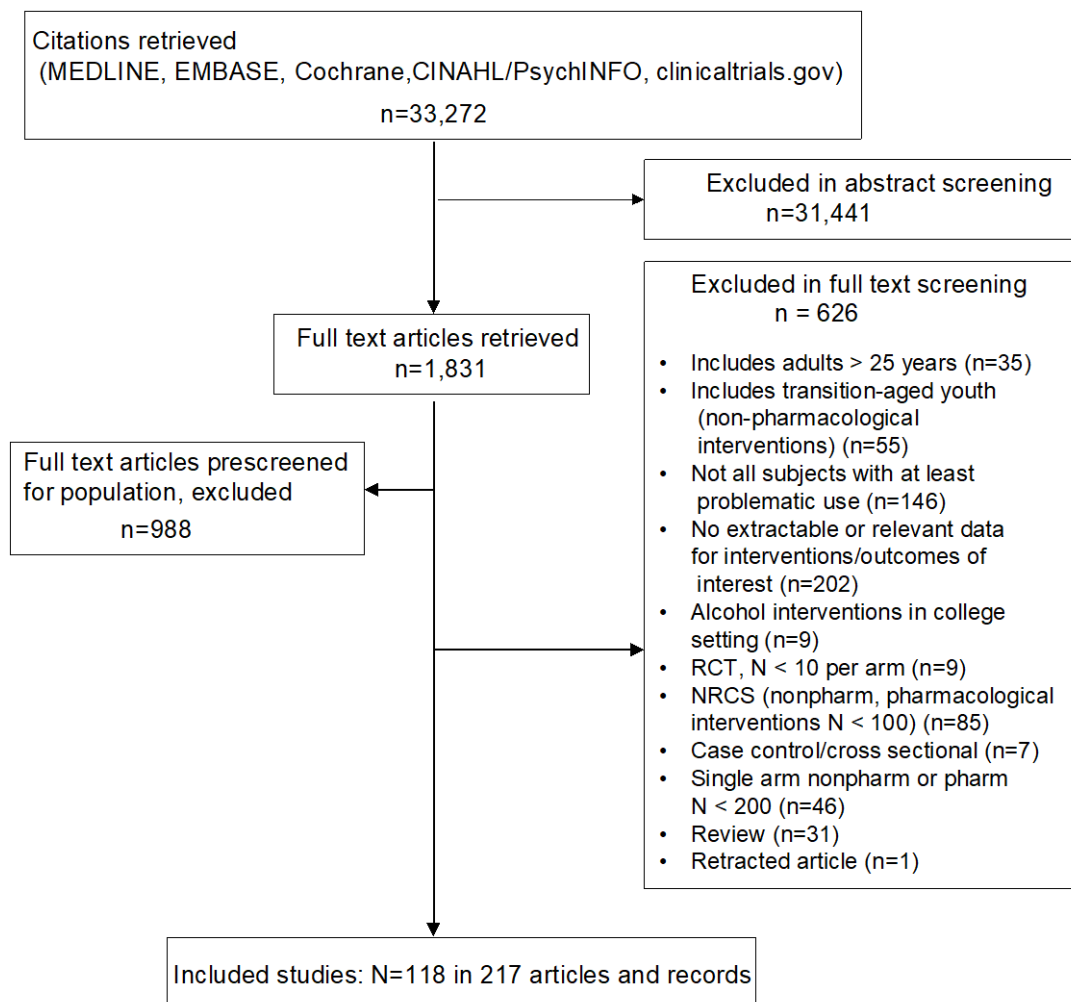 Citations retrieved
(MEDLINE, EMBASE, Cochrane,CINAHL/PsychINFO, clinicaltrials.gov)
n=33,272
Excluded in abstract screening
n=31,441
Full text articles retrieved
n=1,831
Full text articles prescreened
for population, excluded
n=988
Excluded in full text screening
n = 626
• Includes adults > 25 years (n=35)
• Includes transition-aged youth
(non-pharmacological
interventions) (n=55)
• Not all subjects with at least
problematic use (n=146)
• No extractable or relevant data
for interventions/outcomes of
interest (n=202)
• Alcohol interventions in college
setting (n=9)
• RCT, N < 10 per arm (n=9)
• NRCS (nonpharm, pharmacological
interventions N < 100) (n=85)
• Case control/cross sectional (n=7)
• Single arm nonpharm or pharm
N < 200 (n=46)
• Review (n=31)
• Retracted article (n=1)
Included studies: N=118 in 217 articles and records